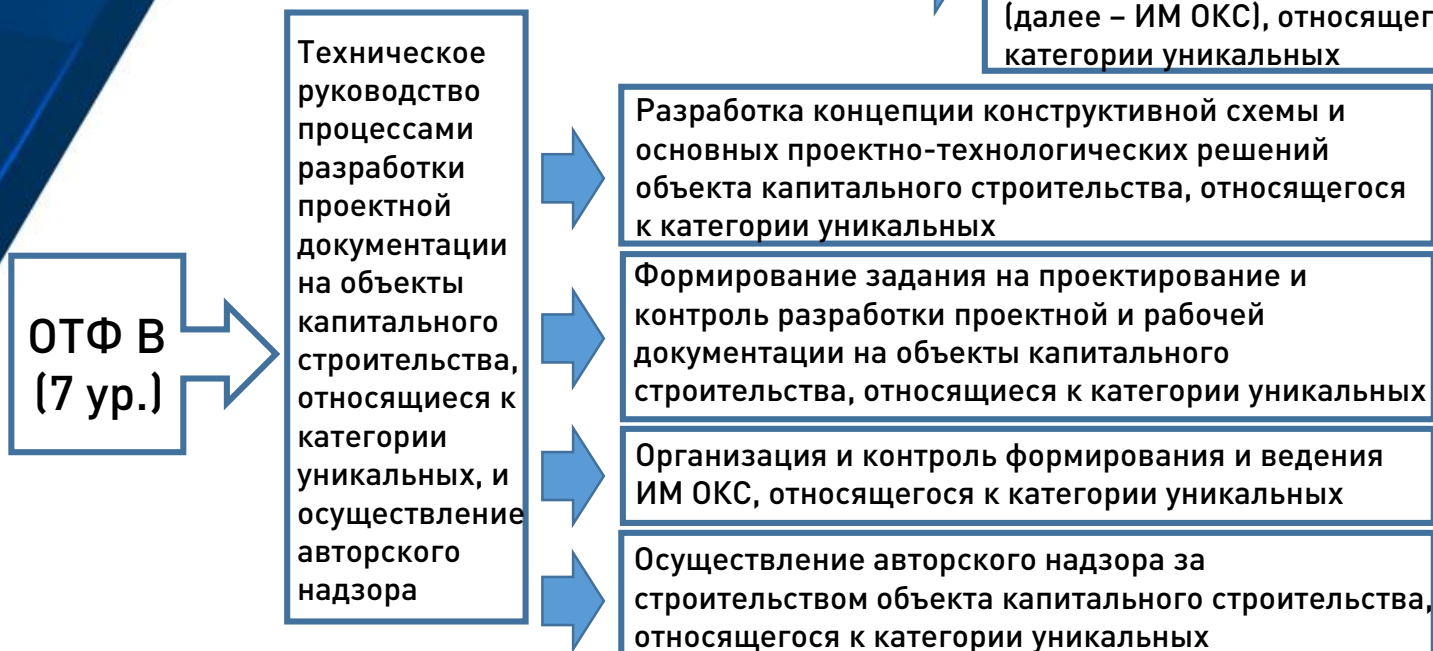 (далее – ИМ ОКС), относящег
категории уникальных
ОТФ В
(7 ур.)
Техническое
руководство
процессами
разработки
проектной
документации
на объекты
капитального
строительства,
относящиеся к
категории
уникальных, и
осуществление
авторского
надзора
Разработка концепции конструктивной схемы и
основных проектно-технологических решений
объекта капитального строительства, относящегося
к категории уникальных
Формирование задания на проектирование и
контроль разработки проектной и рабочей
документации на объекты капитального
строительства, относящиеся к категории уникальных
Организация и контроль формирования и ведения
ИМ ОКС, относящегося к категории уникальных
Осуществление авторского надзора за
строительством объекта капитального строительства,
относящегося к категории уникальных